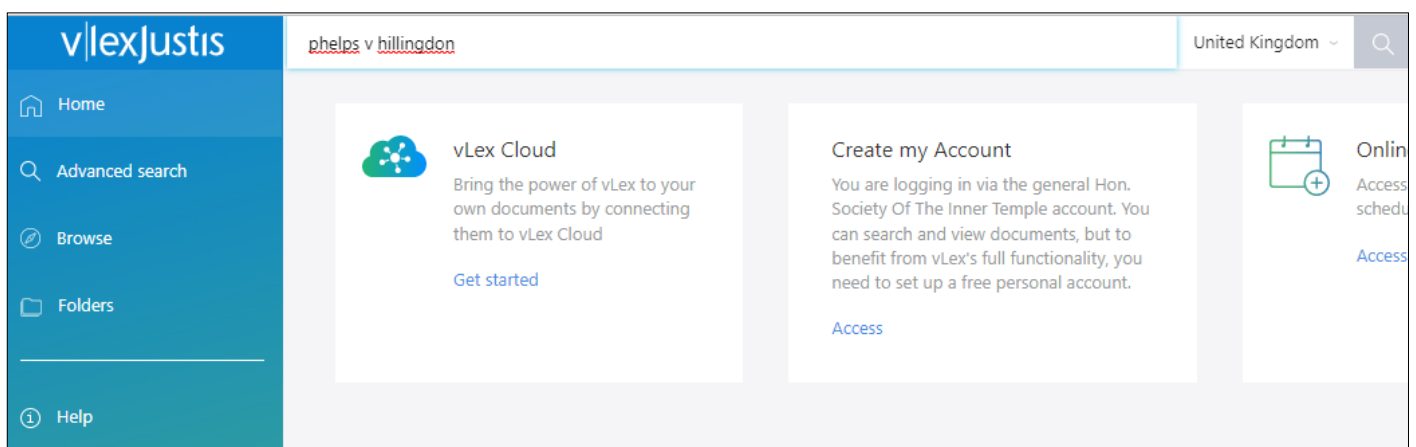 vlexJustis
phelps v hillingdon
United Kingdom
Home
Advanced search
Browse
Folders
Help
vLex Cloud
Bring the power of vLex to your
own documents by connecting
them to vLex Cloud
Get started
Create my Account
You are logging in via the general Hon.
Society Of The Inner Temple account. You
can search and view documents, but to
benefit from vLex's full functionality, you
need to set up a free personal account.
Access
Onlin
Access
schedu
Access